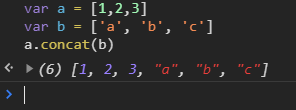 var a = [1,2,3]
var b = ['a', 'b', 'c']
a.concat(b)
(6) [1, 2, 3, "a", "b", "c"]